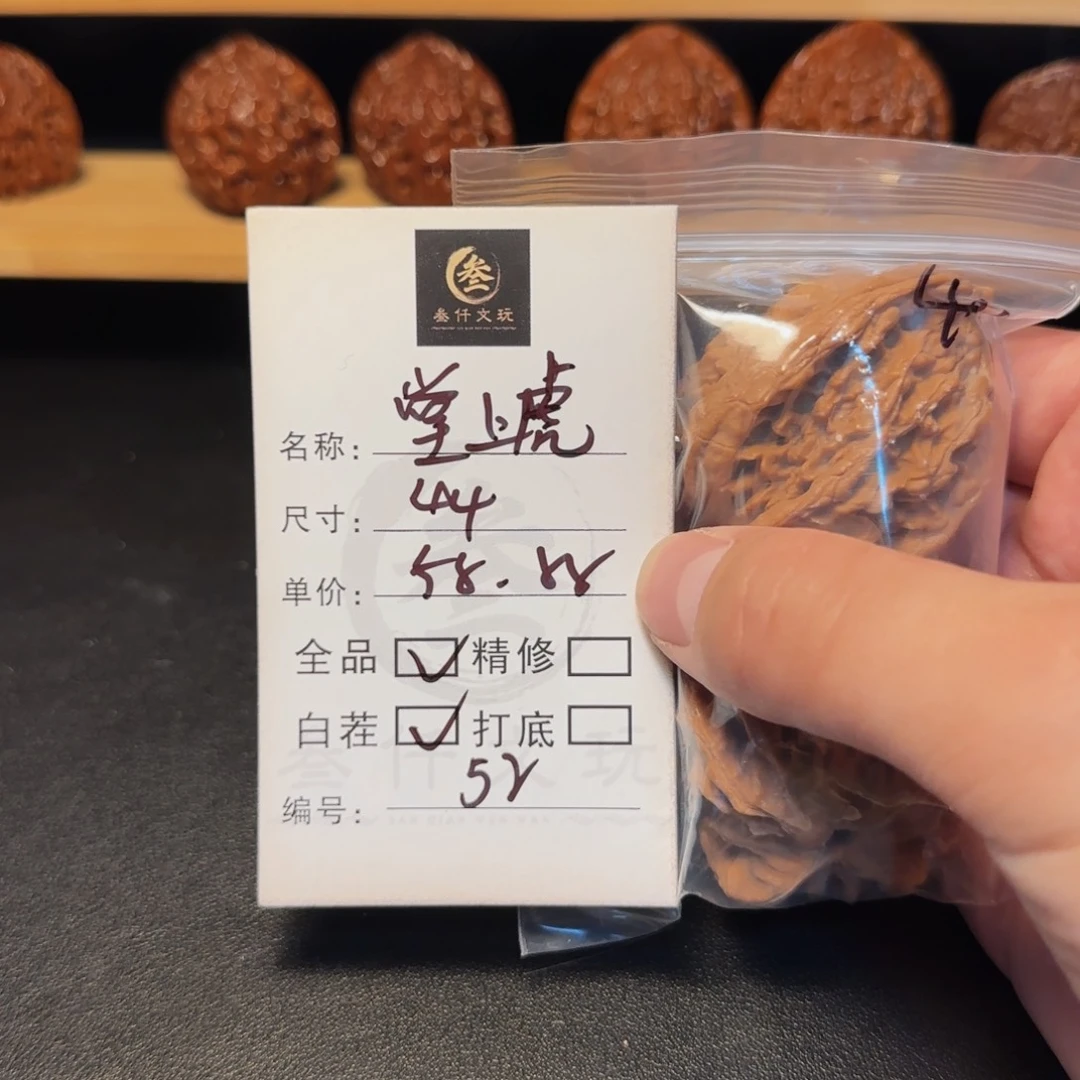 叁
叁仟文玩
名称: 堂上虎
尺寸: 44
单价: 58.88
全品 ☑ 精修 □
白茬 ☑ 打底 □
编号: 52
叁仟文玩